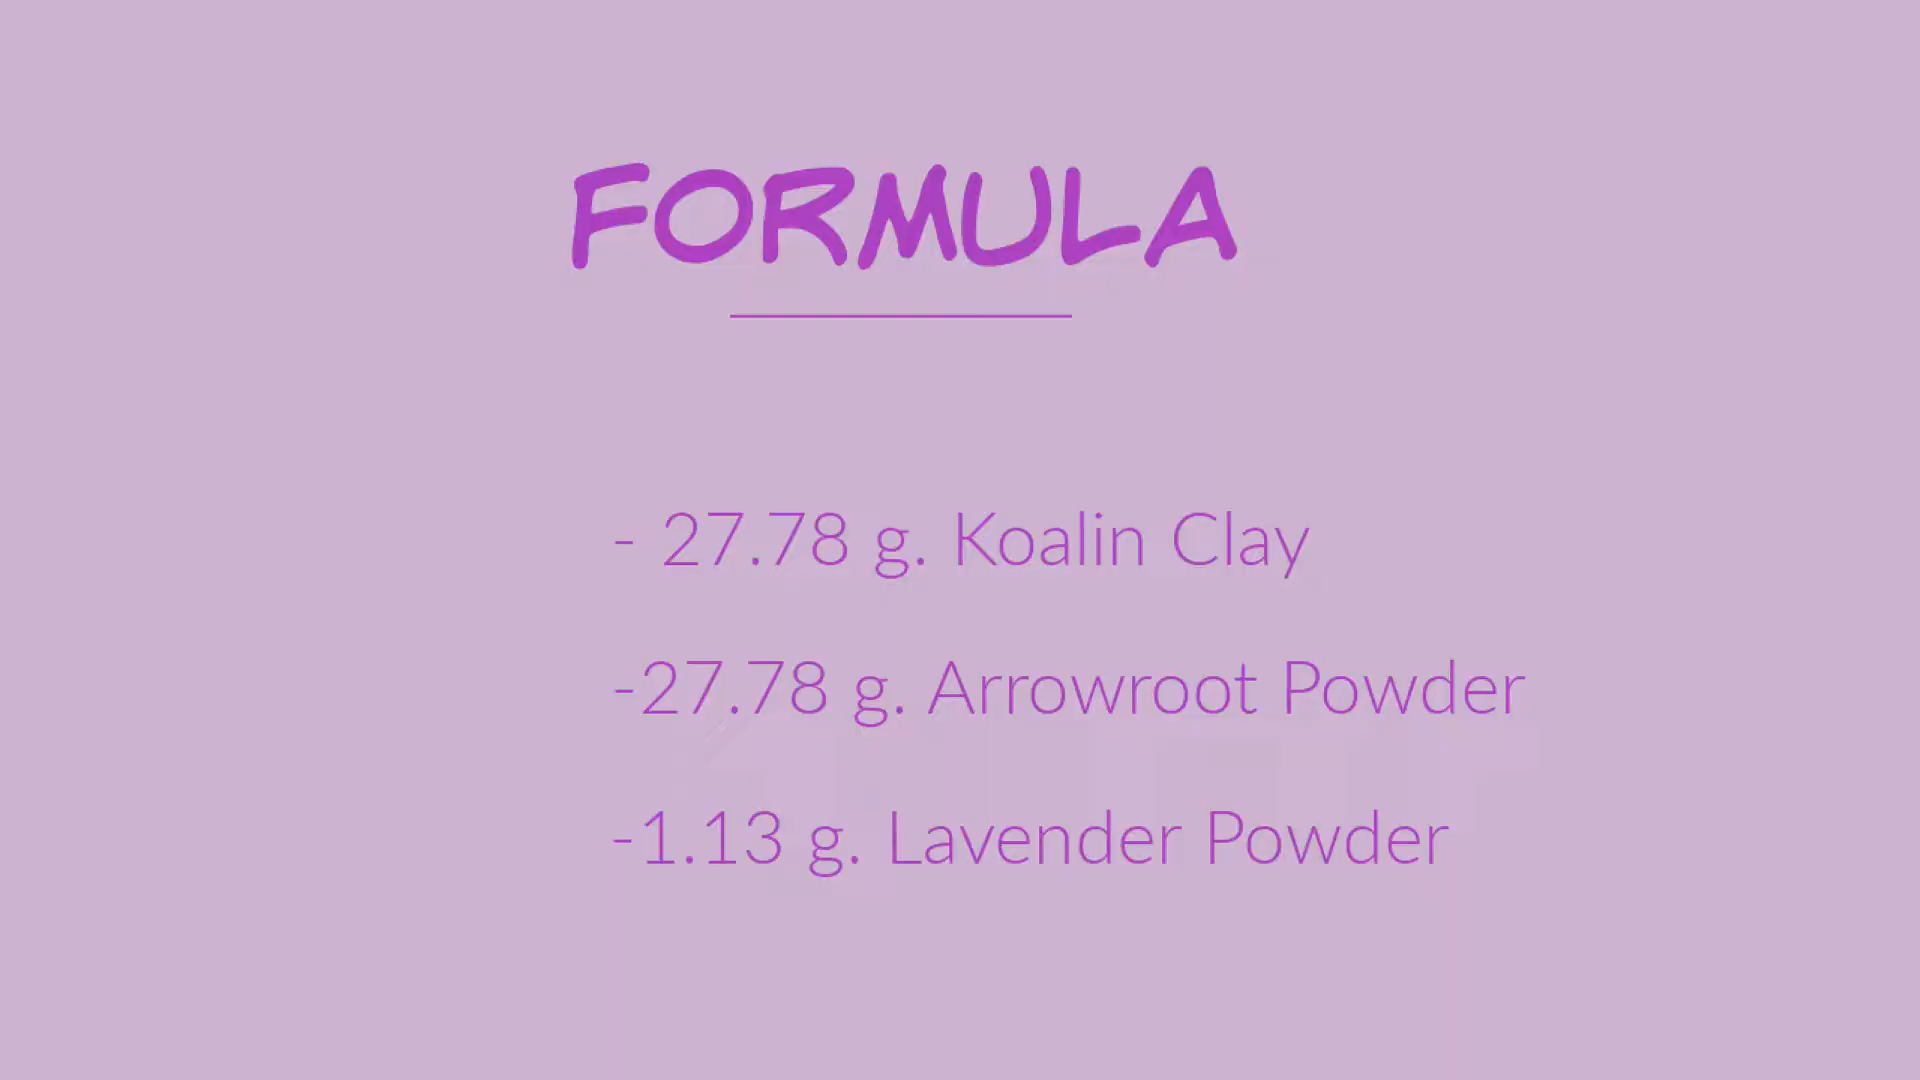 FORMULA
- 27.78 g. Koalin Clay
-27.78 g. Arrowroot Powder
-1.13 g. Lavender Powder